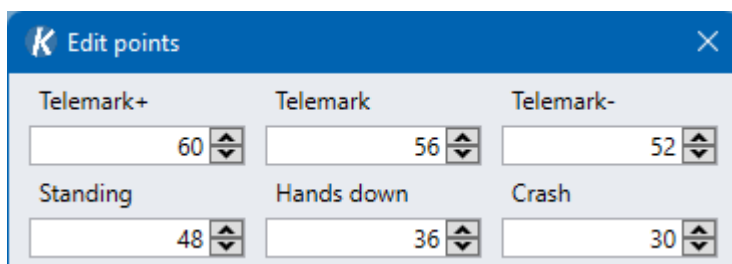 K Edit points
Telemark+ Telemark Telemark-
60 56 52
Standing Hands down Crash
48 36 30